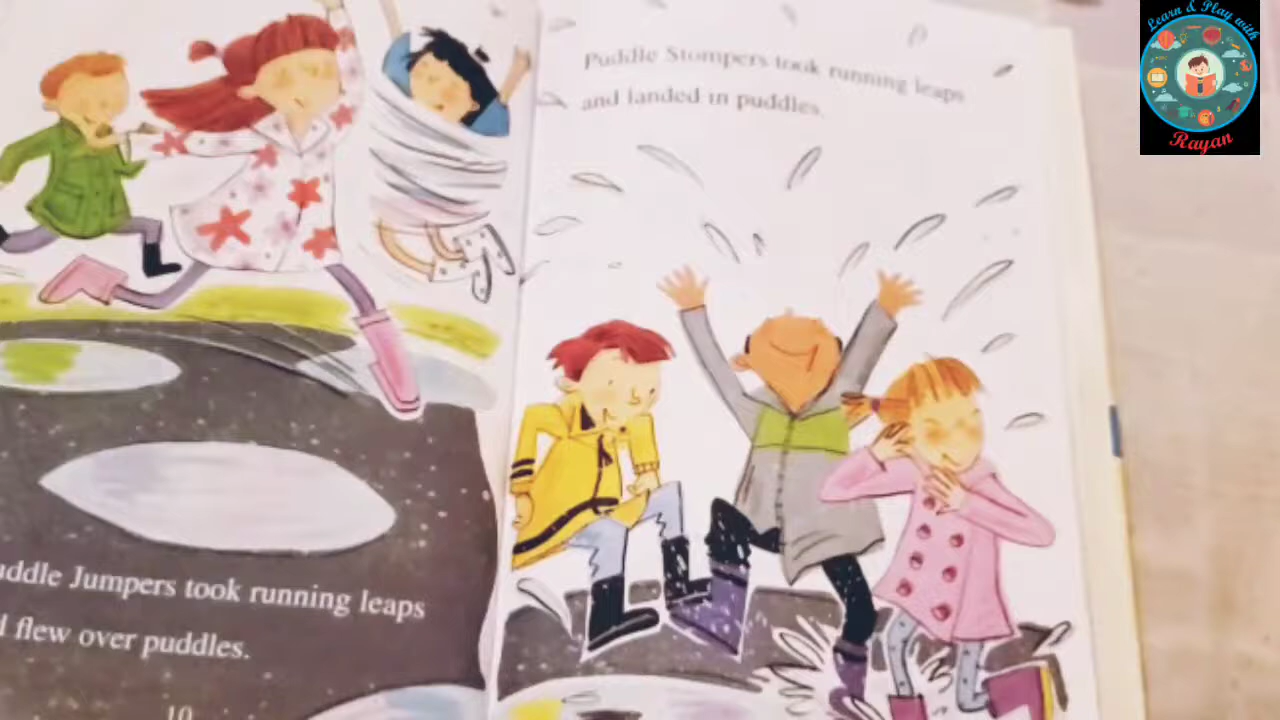 uddle Jumpers took running leaps
flew over puddles.
10
Puddle Stompers took running leaps
and landed in puddles.
Learn & Play with
Rayan